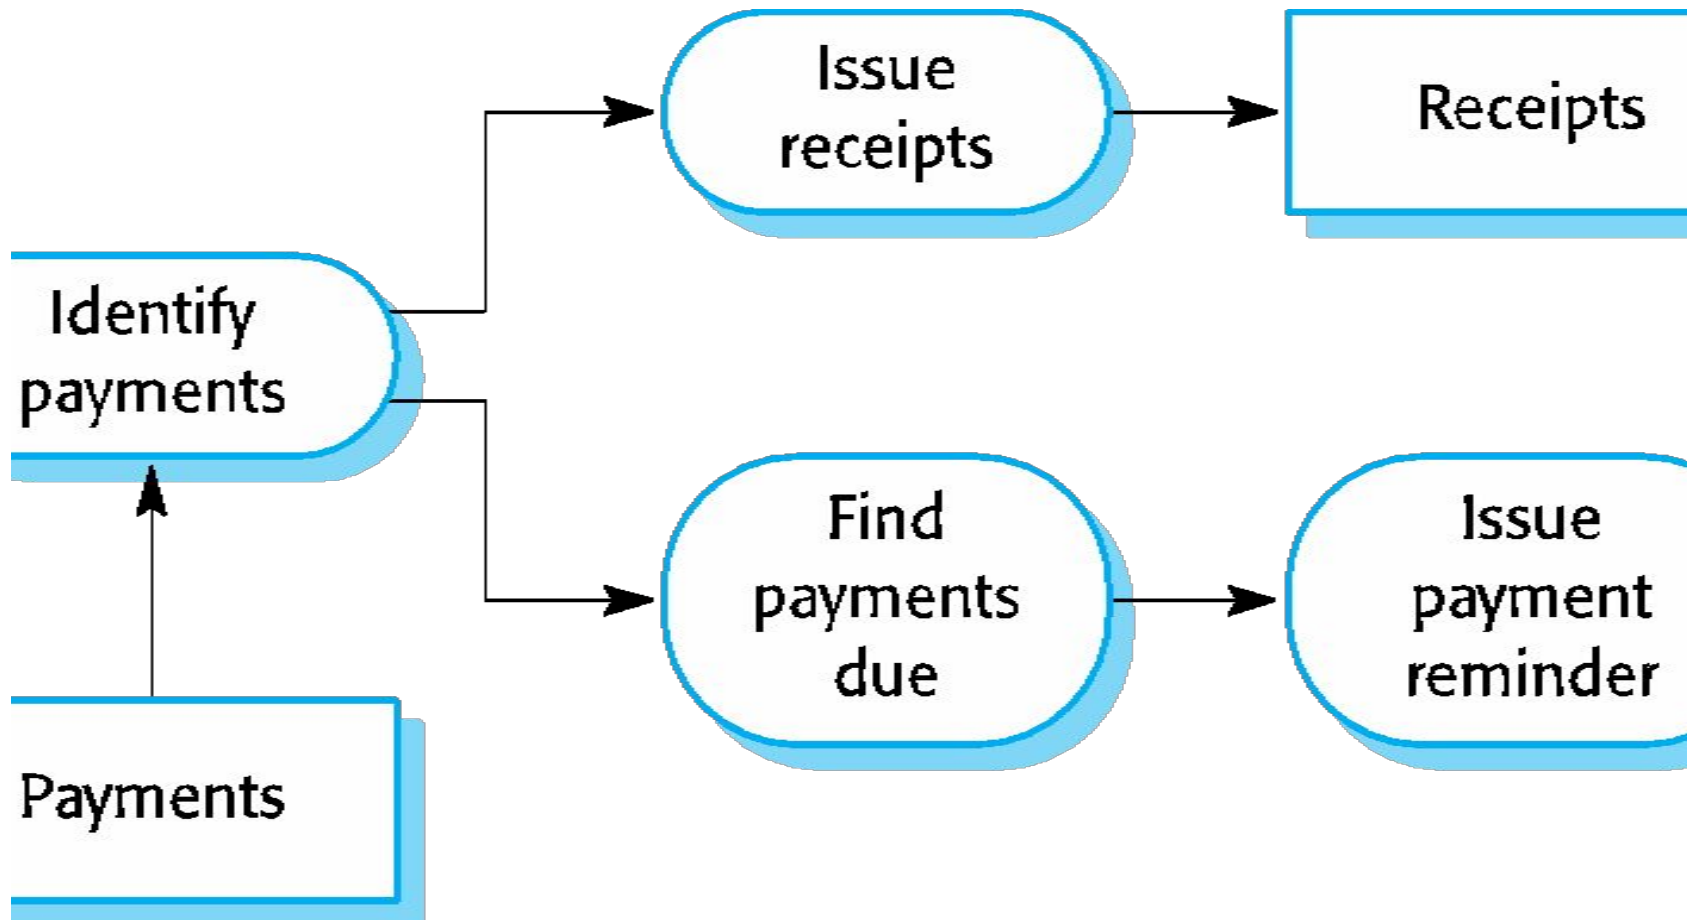 Issue
receipts
Receipts
Identify
payments
Find
payments
due
Issue
payment
reminder
Payments